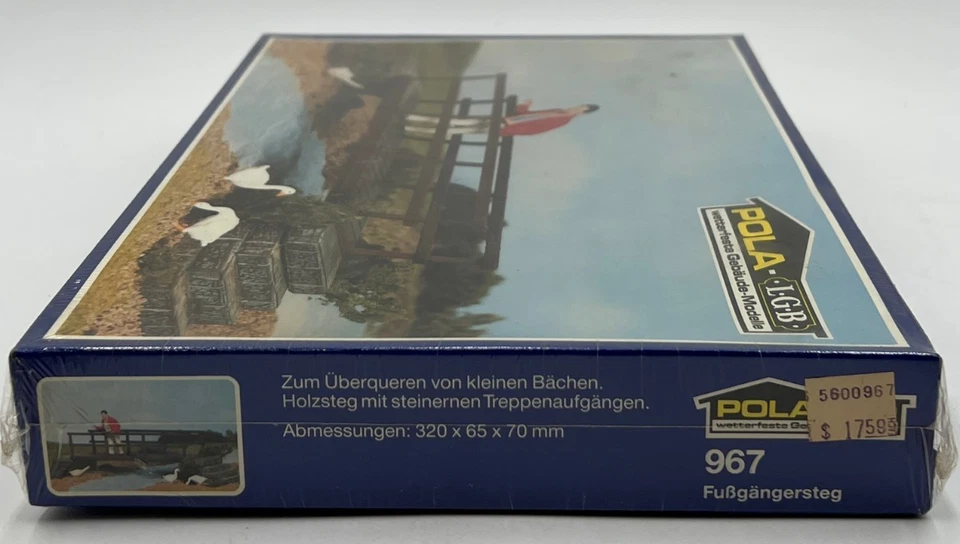 POLA - LGB
wetterfeste Gebäude-Modelle
Zum Überqueren von kleinen Bächen.
Holzsteg mit steinernen Treppenaufgängen.
Abmessungen: 320 x 65 x 70 mm
POLA
wetterfeste
5600967
$ 17595
967
Fußgängersteg